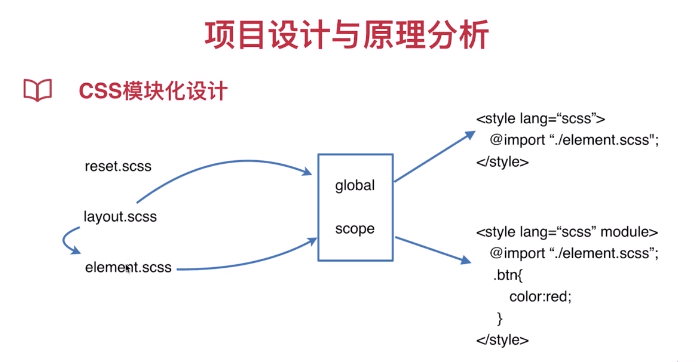 项目设计与原理分析
CSS模块化设计
reset.scss
layout.scss
element.scss
global
scope
<style lang=“scss”>
@import “./element.scss";
</style>
<style lang=“scss” module>
@import “./element.scss”;
.btn{
color:red;
}
</style>